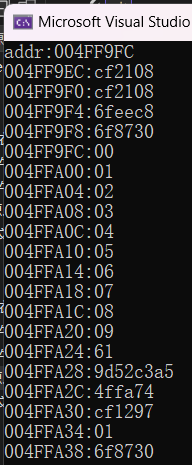 Microsoft Visual Studio
addr:004FF9FC
004FF9EC:cf2108
004FF9F0:cf2108
004FF9F4:6feec8
004FF9F8:6f8730
004FF9FC:00
004FFA00:01
004FFA04:02
004FFA08:03
004FFA0C:04
004FFA10:05
004FFA14:06
004FFA18:07
004FFA1C:08
004FFA20:09
004FFA24:61
004FFA28:9d52c3a5
004FFA2C:4ffa74
004FFA30:cf1297
004FFA34:01
004FFA38:6f8730